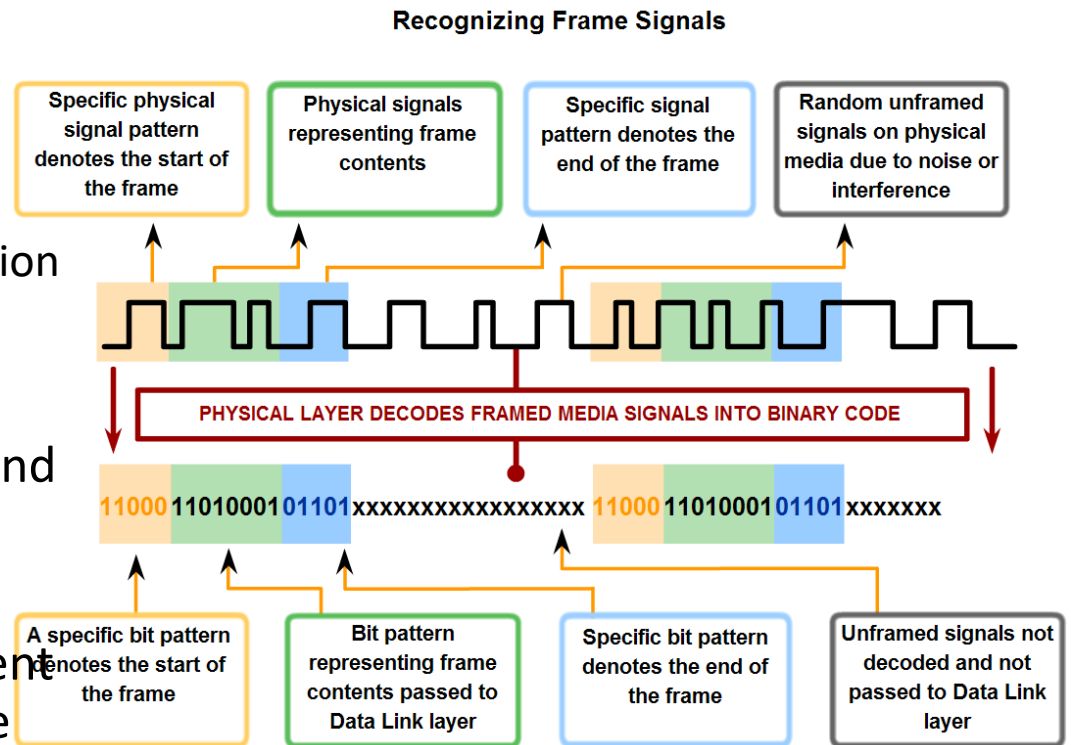 Recognizing Frame Signals
Specific physical
signal pattern
denotes the start of
the frame
Physical signals
representing frame
contents
Specific signal
pattern denotes the
end of the frame
Random unframed
signals on physical
media due to noise or
interference
ion
PHYSICAL LAYER DECODES FRAMED MEDIA SIGNALS INTO BINARY CODE
nd
11000 11010001 01101 xxxxxxxxxxxxxxxxx 11000 11010001 01101 xxxxxxx
A specific bit pattern
denotes the start of
the frame
Bit pattern
representing frame
contents passed to
Data Link layer
Specific bit pattern
denotes the end of
the frame
Unframed signals not
decoded and not
passed to Data Link
layer
ent
e